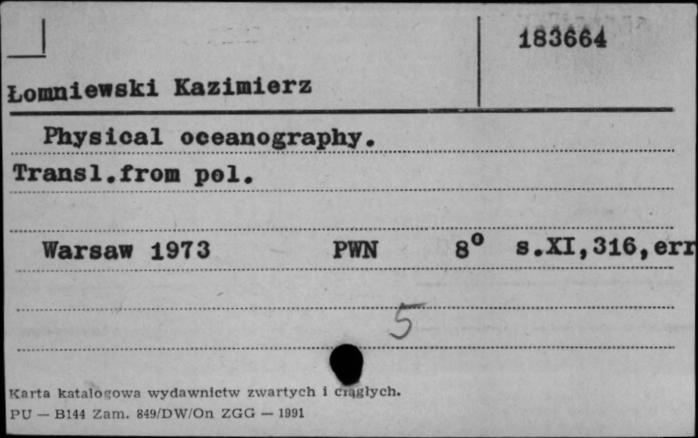 183664
Łomniewski Kazimierz
Physical oceanography.
Transl.from pol.
Warsaw 1973 PWN 8° s.XI,316,err
5
Karta katalogowa wydawnictw zwartych i ciągłych.
PU — B144 Zam. 849/DW/On ZGG — 1991